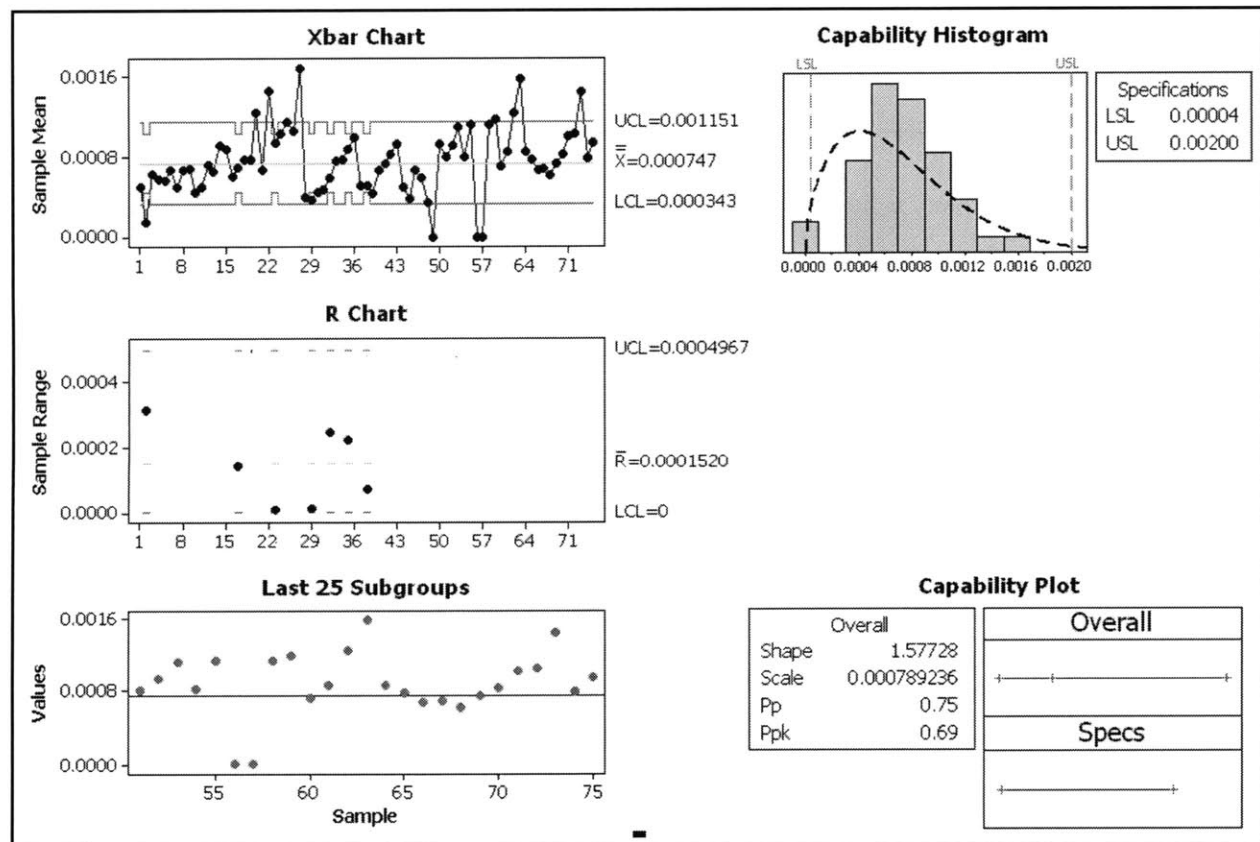 Xbar Chart
Sample Mean
0.0016
0.0008
0.0000
UCL=0.001151
X=0.000747
LCL=0.000343
1 8 15 22 29 36 43 50 57 64 71
Capability Histogram
LSL USL
0.0000 0.0004 0.0008 0.0012 0.0016 0.0020
Specifications
LSL 0.00004
USL 0.00200
R Chart
Sample Range
0.0004
0.0002
0.0000
UCL=0.0004967
R=0.0001520
LCL=0
1 8 15 22 29 36 43 50 57 64 71
Last 25 Subgroups
Values
0.0016
0.0008
0.0000
55 60 65 70 75
Sample
Capability Plot
Overall
Shape 1.57728
Scale 0.000789236
Pp 0.75
Ppk 0.69
Overall
Specs